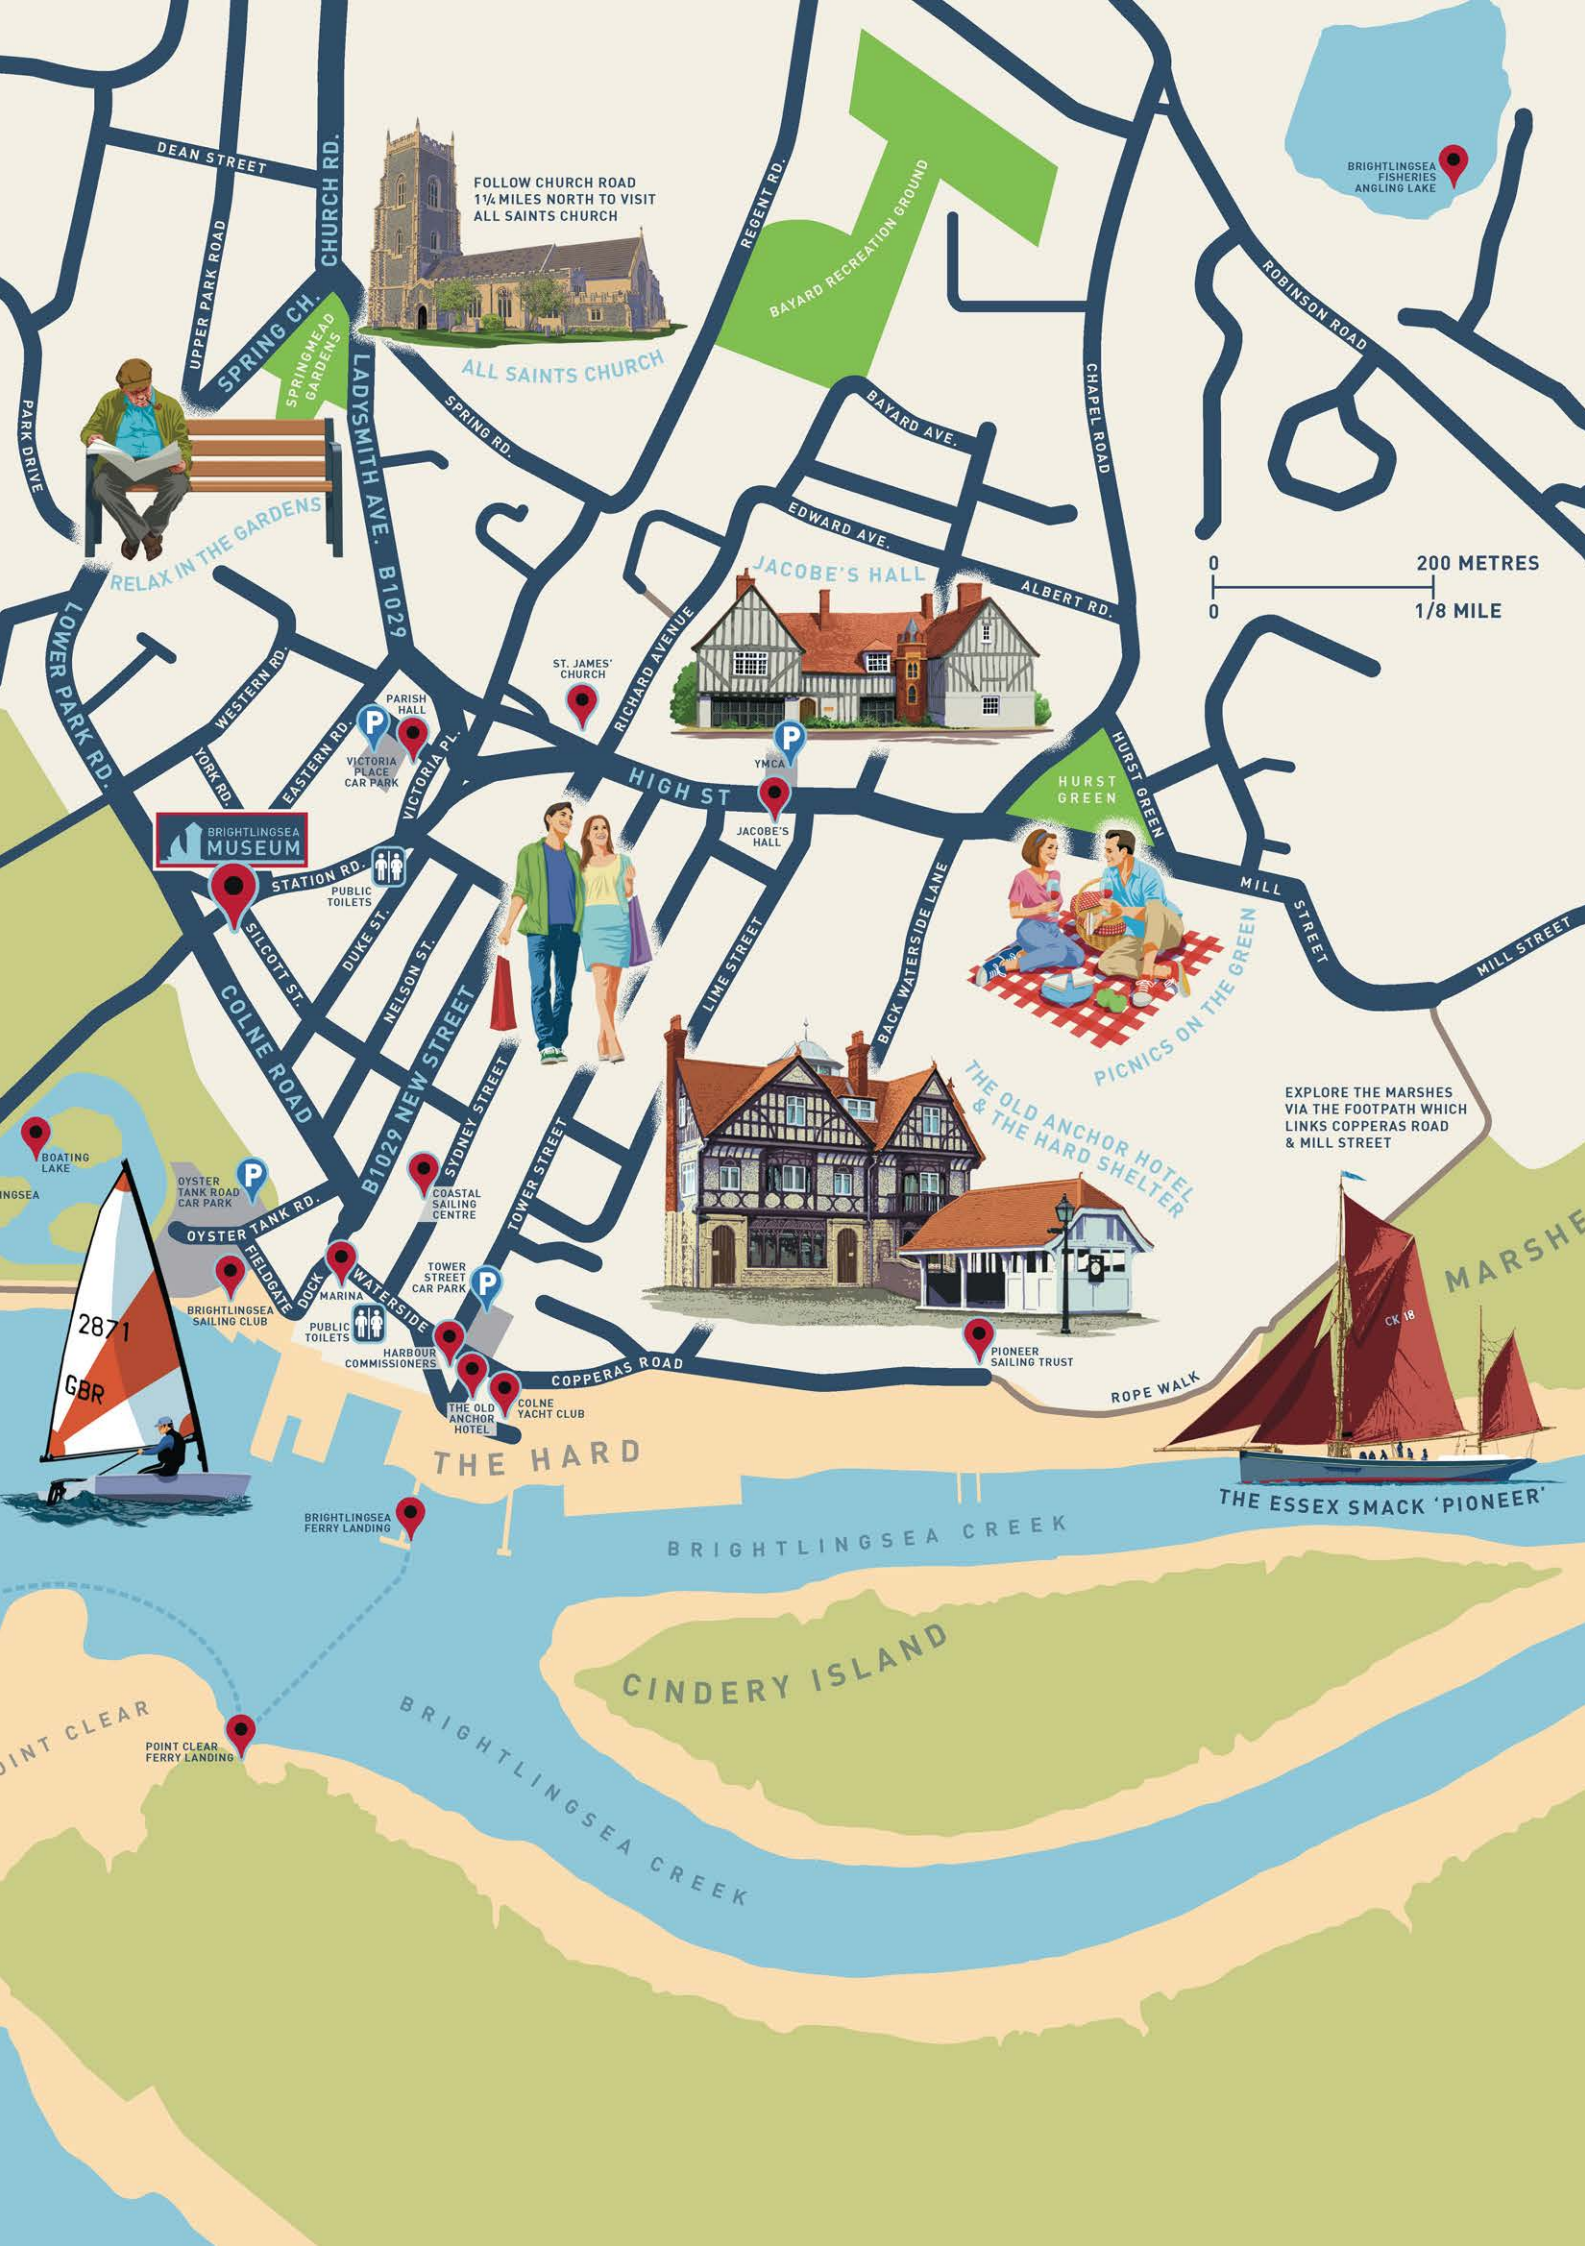 DEAN STREET
CHURCH RD.
UPPER PARK ROAD
SPRING CH.
SPRINGMEAD
GARDENS
FOLLOW CHURCH ROAD
1¼ MILES NORTH TO VISIT
ALL SAINTS CHURCH
ALL SAINTS CHURCH
REGENT RD.
BAYARD RECREATION GROUND
BRIGHTLINGSEA
FISHERIES
ANGLING LAKE
ROBINSON ROAD
PARK DRIVE
LADYSMITH AVE.
B1029
SPRING RD.
BAYARD AVE.
CHAPEL ROAD
EDWARD AVE.
ALBERT RD.
RELAX IN THE GARDENS
JACOBE'S HALL
0
200 METRES
0
1/8 MILE
LOWER PARK RD.
WESTERN RD.
YORK RD.
EASTERN RD.
PARISH
HALL
P
VICTORIA
PLACE
CAR PARK
VICTORIA PL.
ST. JAMES'
CHURCH
RICHARD AVENUE
HIGH ST
P
YMCA
JACOBE'S
HALL
HURST
GREEN
HURST GREEN
BRIGHTLINGSEA
MUSEUM
STATION RD.
PUBLIC
TOILETS
SILCOTT ST.
DUKE ST.
NELSON ST.
B1029 NEW STREET
COLNE ROAD
LIME STREET
BACK WATERSIDE LANE
MILL
STREET
MILL STREET
PICNICS ON THE GREEN
THE OLD ANCHOR HOTEL
& THE HARD SHELTER
EXPLORE THE MARSHES
VIA THE FOOTPATH WHICH
LINKS COPPERAS ROAD
& MILL STREET
MARSHE
BOATING
LAKE
INGSEA
OYSTER
TANK ROAD
CAR PARK
P
OYSTER TANK RD.
FIELDGATE
DOCK
BRIGHTLINGSEA
SAILING CLUB
MARINA
WATERSIDE
PUBLIC
TOILETS
SYDNEY STREET
COASTAL
SAILING
CENTRE
TOWER STREET
TOWER
STREET
CAR PARK
P
HARBOUR
COMMISSIONERS
THE OLD
ANCHOR
HOTEL
COLNE
YACHT CLUB
COPPERAS ROAD
PIONEER
SAILING TRUST
ROPE WALK
2871
GBR
CK 18
THE HARD
THE ESSEX SMACK 'PIONEER'
BRIGHTLINGSEA
FERRY LANDING
BRIGHTLINGSEA CREEK
CINDERY ISLAND
OINT CLEAR
POINT CLEAR
FERRY LANDING
BRIGHTLINGSEA CREEK